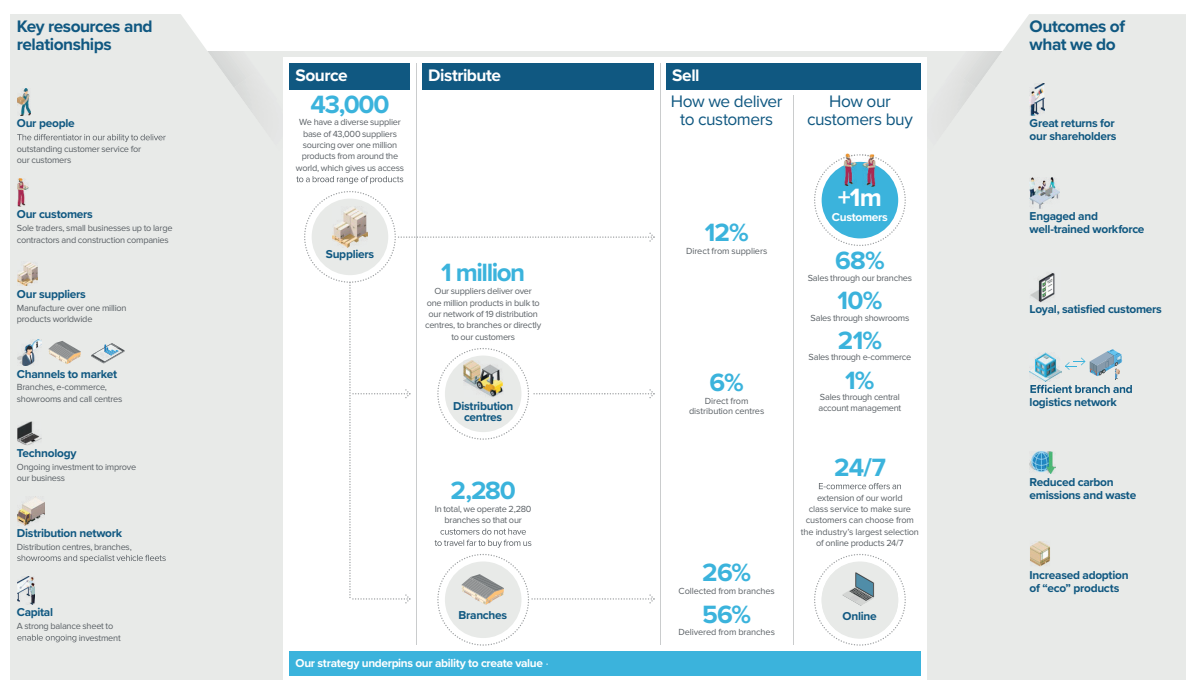 Key resources and
relationships
Our people
The differentiator in our ability to deliver
outstanding customer service for
our customers
Our customers
Sole traders, small businesses up to large
contractors and construction companies
Our suppliers
Manufacture over one million
products worldwide
Channels to market
Branches, e-commerce,
showrooms and call centres
Technology
Ongoing investment to improve
our business
Distribution network
Distribution centres, branches,
showrooms and specialist vehicle fleets
Capital
A strong balance sheet to
enable ongoing investment
Source
43,000
We have a diverse supplier
base of 43,000 suppliers
sourcing over one million
products from around the
world, which gives us access
to a broad range of products
Suppliers
Distribute
1 million
Our suppliers deliver over
one million products in bulk to
our network of 19 distribution
centres, to branches or directly
to our customers
Distribution
centres
2,280
In total, we operate 2,280
branches so that our
customers do not have
to travel far to buy from us
Branches
Sell
How we deliver
to customers
12%
Direct from suppliers
6%
Direct from
distribution centres
26%
Collected from branches
56%
Delivered from branches
How our
customers buy
+1m
Customers
68%
Sales through our branches
10%
Sales through showrooms
21%
Sales through e-commerce
1%
Sales through central
account management
24/7
E-commerce offers an
extension of our world
class service to make sure
customers can choose from
the industry's largest selection
of online products 24/7
Online
Our strategy underpins our ability to create value ·
Outcomes of
what we do
Great returns for
our shareholders
Engaged and
well-trained workforce
Loyal, satisfied customers
Efficient branch and
logistics network
Reduced carbon
emissions and waste
Increased adoption
of “eco” products